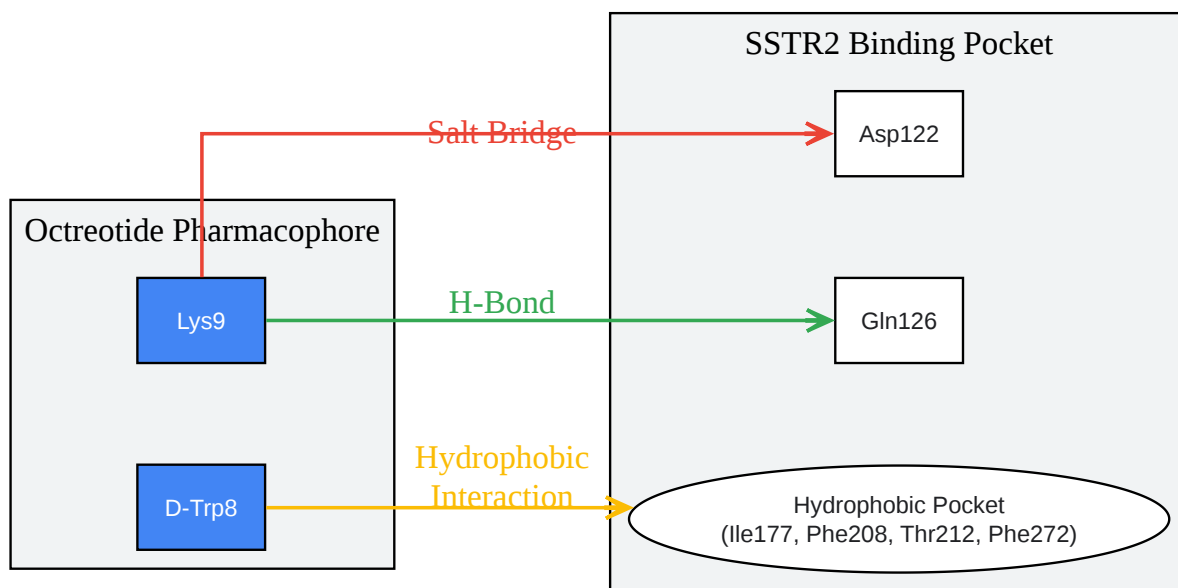 SSTR2 Binding Pocket
Salt Bridge
Asp122
Octreotide Pharmacophore
Lys9
H-Bond
Gln126
D-Trp8
Hydrophobic
Interaction
Hydrophobic Pocket
(Ile177, Phe208, Thr212, Phe272)